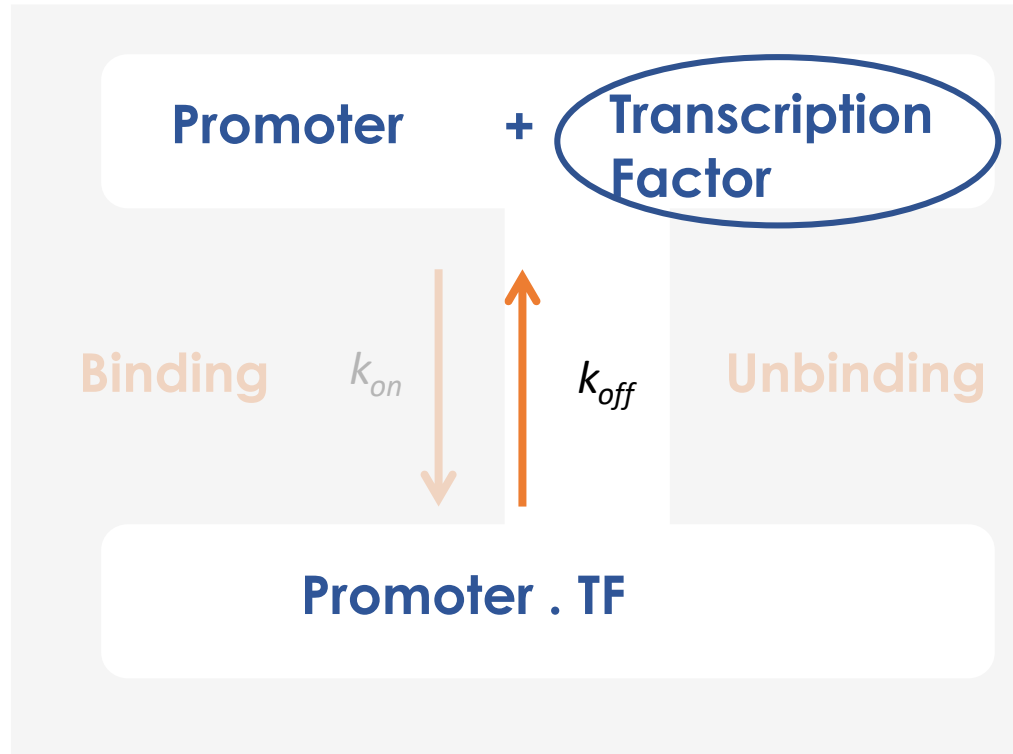 Promoter + Transcription
Factor
Binding k_on k_off Unbinding
Promoter . TF